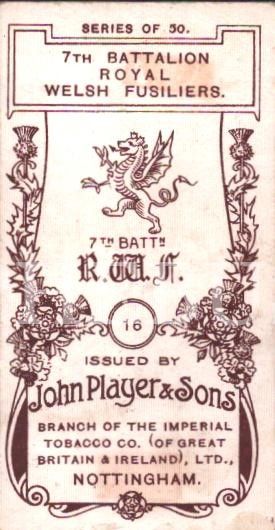 SERIES OF 50.
7TH BATTALION
ROYAL
WELSH FUSILIERS.
7TH BATTN
R.W.F.
16
ISSUED BY
John Player & Sons
BRANCH OF THE IMPERIAL
TOBACCO CO. (OF GREAT
BRITAIN & IRELAND), LTD.,
NOTTINGHAM.